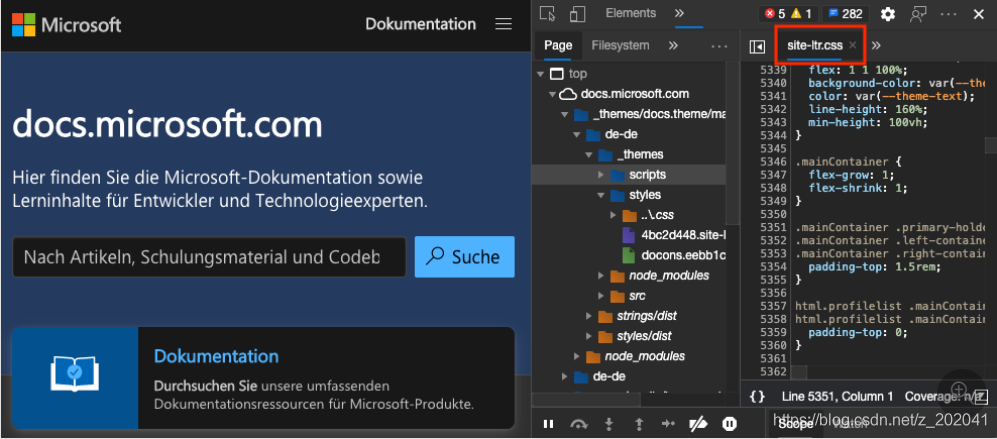 Microsoft
Dokumentation
docs.microsoft.com
Hier finden Sie die Microsoft-Dokumentation sowie
Lerninhalte für Entwickler und Technologieexperten.
Nach Artikeln, Schulungsmaterial und Codeb
Suche
Dokumentation
Durchsuchen Sie unsere umfassenden
Dokumentationsressourcen für Microsoft-Produkte.
Elements » 5 1 282
Page Filesystem »
top
docs.microsoft.com
_themes/docs.theme/ma
de-de
_themes
scripts
styles
..\.css
4bc2d448.site-l
docons.eebb1c
node_modules
src
strings/dist
styles/dist
node_modules
de-de
site-ltr.css × »
5339 flex: 1 1 100%;
5340 background-color: var(--the
5341 color: var(--theme-text);
5342 line-height: 160%;
5343 min-height: 100vh;
5344 }
5345
5346 .mainContainer {
5347 flex-grow: 1;
5348 flex-shrink: 1;
5349 }
5350
5351 .mainContainer .primary-holde
5352 .mainContainer .left-containe
5353 .mainContainer .right-contain
5354 padding-top: 1.5rem;
5355 }
5356
5357 html.profilelist .mainContain
5358 html.profilelist .mainContain
5359 padding-top: 0;
5360 }
5361
5362
{} Line 5351, Column 1 Coverage: n/a
Scope Watch
https://blog.csdn.net/z_202041